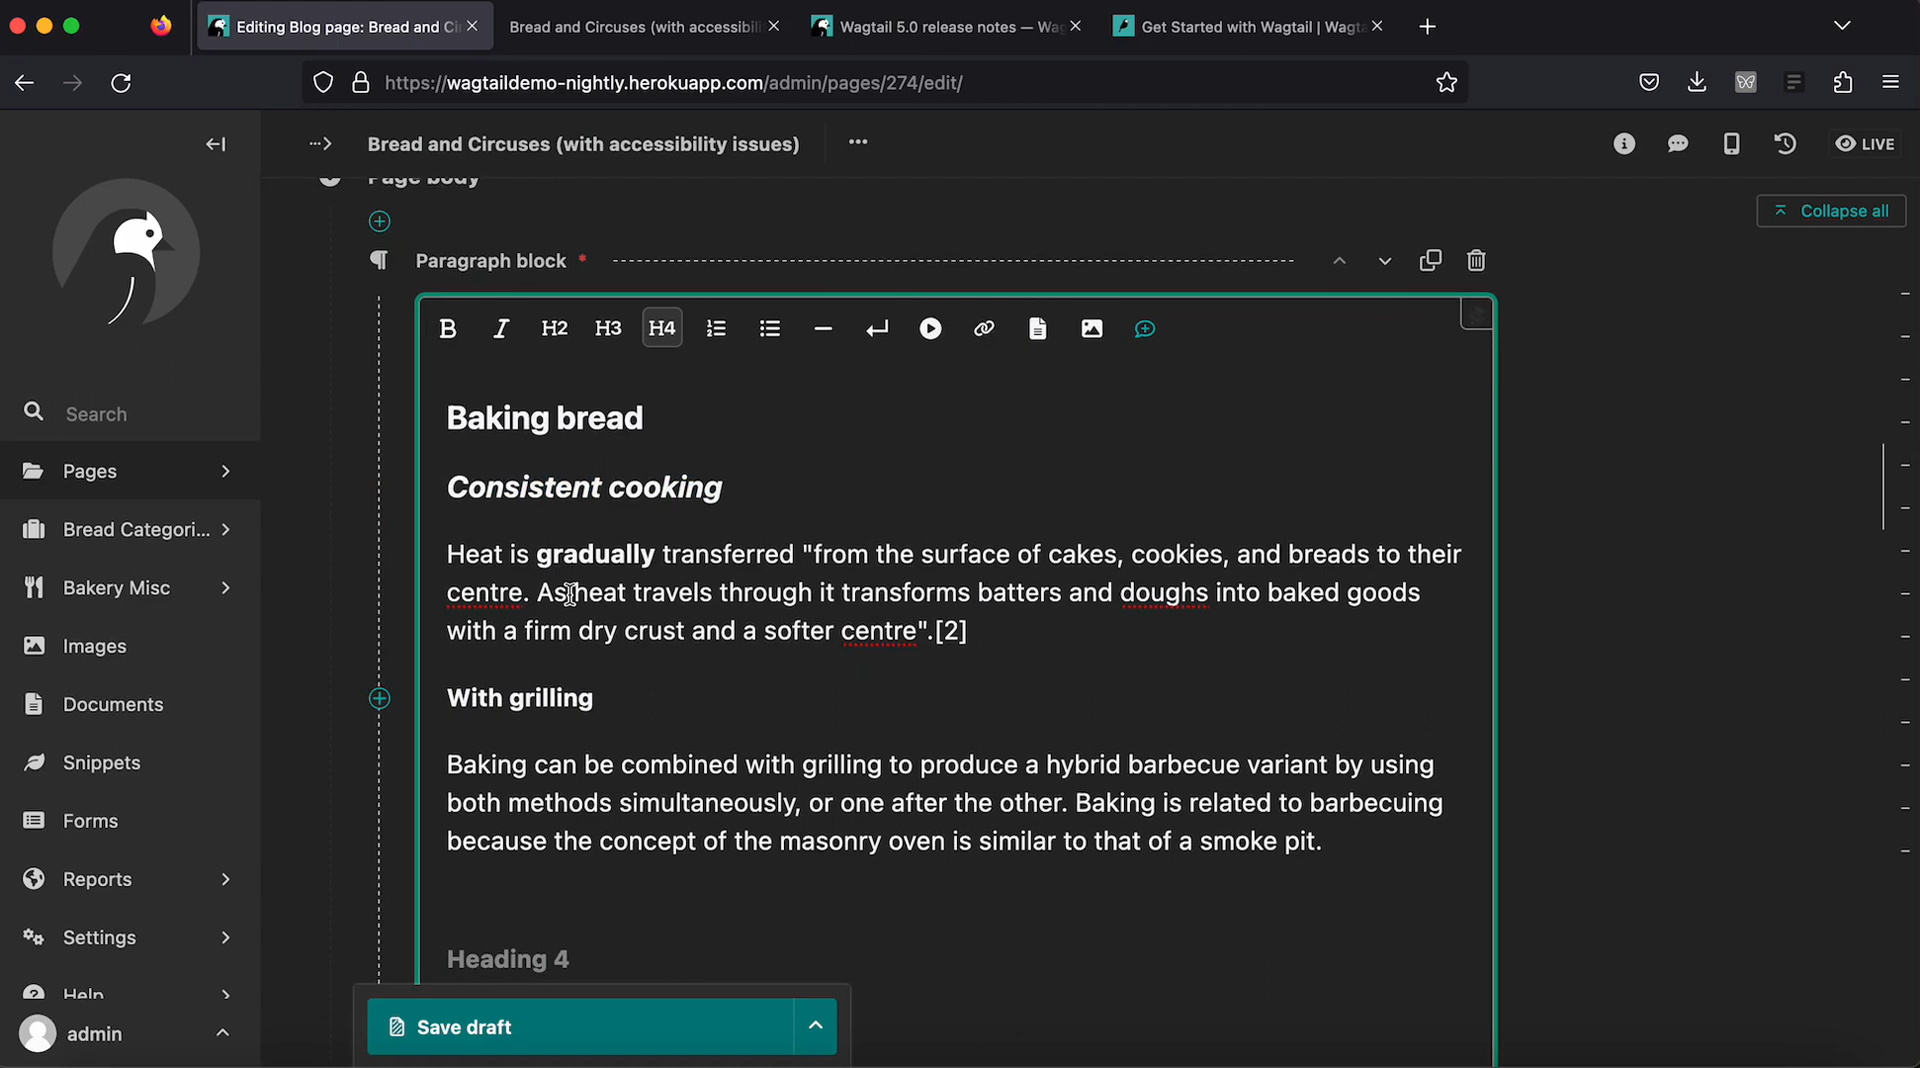 Editing Blog page: Bread and Ci
Bread and Circuses (with accessibili
Wagtail 5.0 release notes — Wag
Get Started with Wagtail | Wagta
https://wagtaildemo-nightly.herokuapp.com/admin/pages/274/edit/
Bread and Circuses (with accessibility issues)
LIVE
Page body
Collapse all
Paragraph block *
B I H2 H3 H4
Baking bread
Consistent cooking
Heat is gradually transferred "from the surface of cakes, cookies, and breads to their
centre. As heat travels through it transforms batters and doughs into baked goods
with a firm dry crust and a softer centre".[2]
With grilling
Baking can be combined with grilling to produce a hybrid barbecue variant by using
both methods simultaneously, or one after the other. Baking is related to barbecuing
because the concept of the masonry oven is similar to that of a smoke pit.
Heading 4
Save draft
Search
Pages
Bread Categori...
Bakery Misc
Images
Documents
Snippets
Forms
Reports
Settings
Help
admin